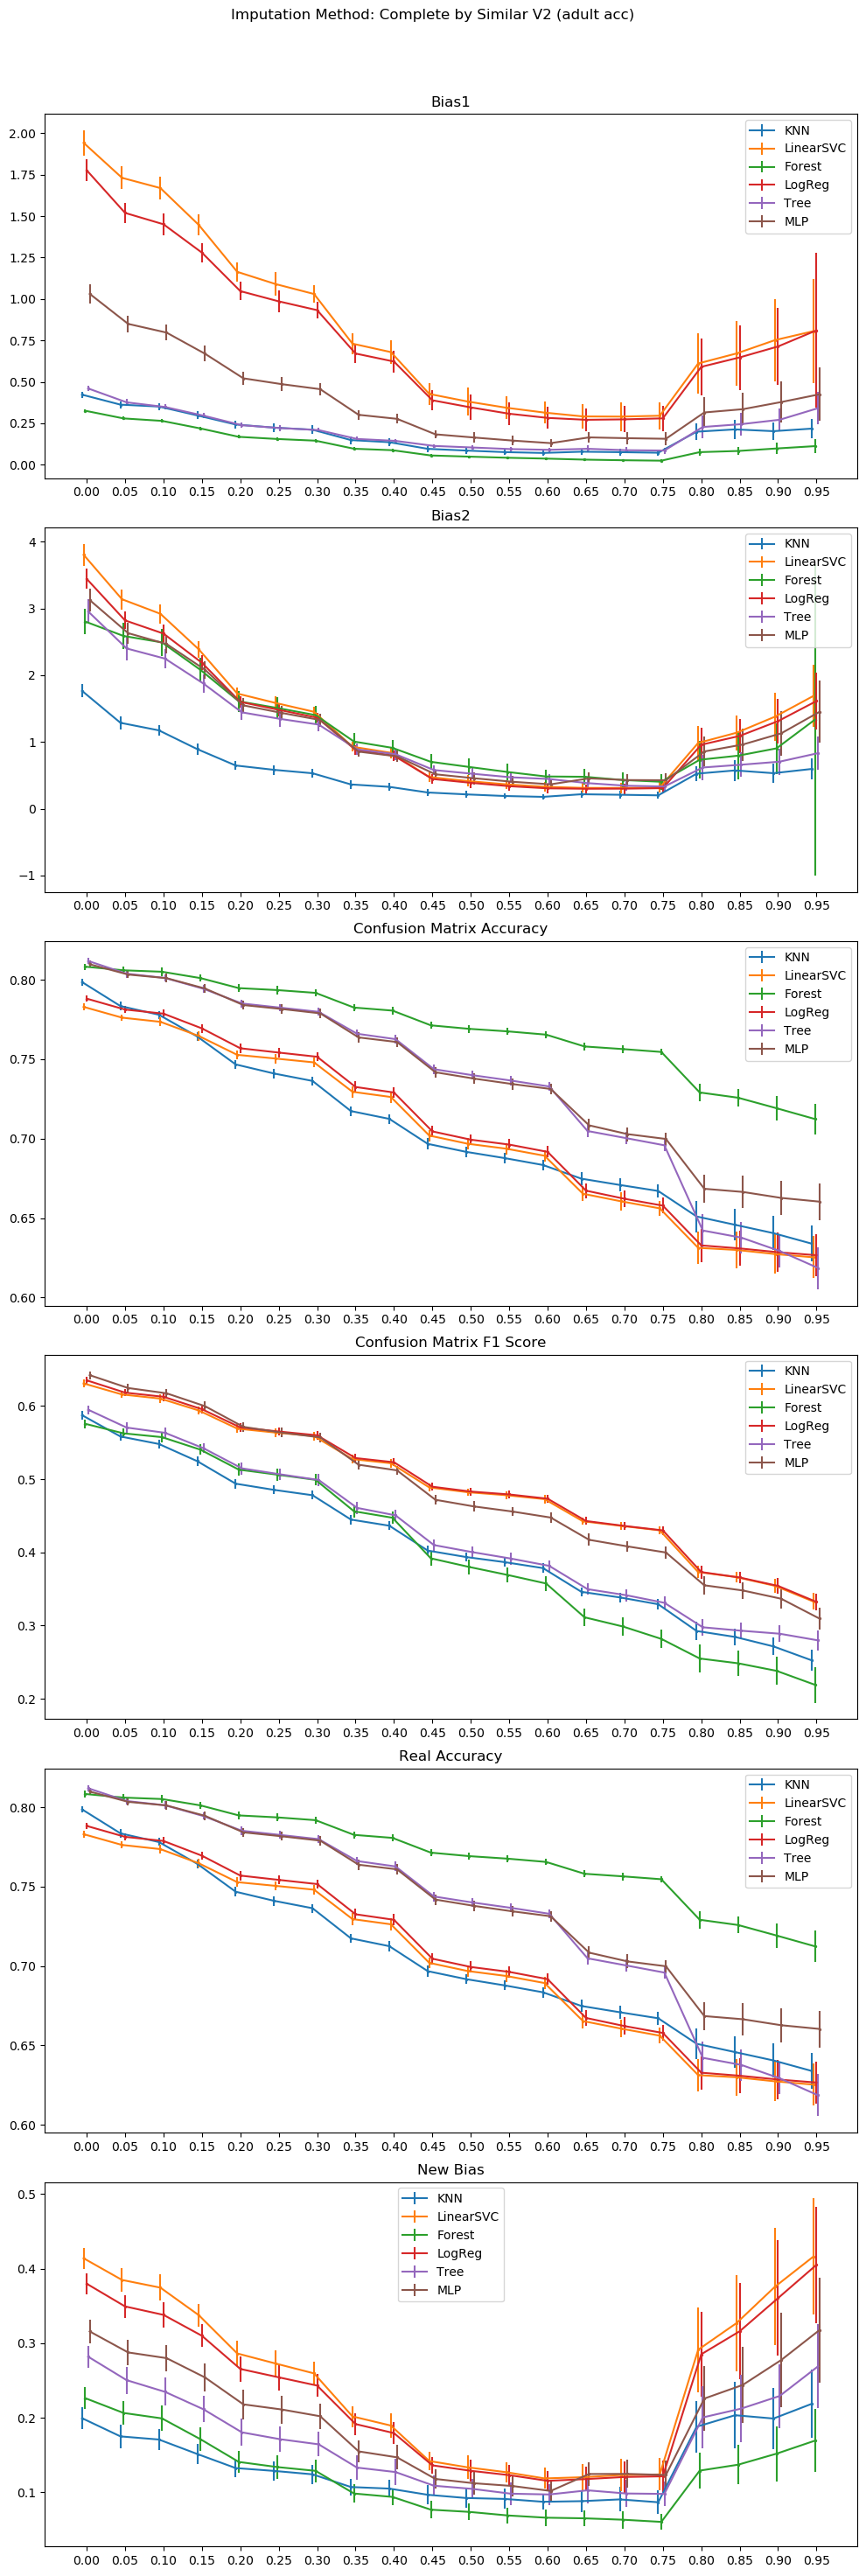 Imputation Method: Complete by Similar V2 (adult acc)
Bias1
2.00
1.75
1.50
1.25
1.00
0.75
0.50
0.25
0.00
KNN
LinearSVC
Forest
LogReg
Tree
MLP
0.00 0.05 0.10 0.15 0.20 0.25 0.30 0.35 0.40 0.45 0.50 0.55 0.60 0.65 0.70 0.75 0.80 0.85 0.90 0.95
Bias2
4
3
2
1
0
−1
KNN
LinearSVC
Forest
LogReg
Tree
MLP
0.00 0.05 0.10 0.15 0.20 0.25 0.30 0.35 0.40 0.45 0.50 0.55 0.60 0.65 0.70 0.75 0.80 0.85 0.90 0.95
Confusion Matrix Accuracy
0.80
0.75
0.70
0.65
0.60
KNN
LinearSVC
Forest
LogReg
Tree
MLP
0.00 0.05 0.10 0.15 0.20 0.25 0.30 0.35 0.40 0.45 0.50 0.55 0.60 0.65 0.70 0.75 0.80 0.85 0.90 0.95
Confusion Matrix F1 Score
0.6
0.5
0.4
0.3
0.2
KNN
LinearSVC
Forest
LogReg
Tree
MLP
0.00 0.05 0.10 0.15 0.20 0.25 0.30 0.35 0.40 0.45 0.50 0.55 0.60 0.65 0.70 0.75 0.80 0.85 0.90 0.95
Real Accuracy
0.80
0.75
0.70
0.65
0.60
KNN
LinearSVC
Forest
LogReg
Tree
MLP
0.00 0.05 0.10 0.15 0.20 0.25 0.30 0.35 0.40 0.45 0.50 0.55 0.60 0.65 0.70 0.75 0.80 0.85 0.90 0.95
New Bias
0.5
0.4
0.3
0.2
0.1
KNN
LinearSVC
Forest
LogReg
Tree
MLP
0.00 0.05 0.10 0.15 0.20 0.25 0.30 0.35 0.40 0.45 0.50 0.55 0.60 0.65 0.70 0.75 0.80 0.85 0.90 0.95